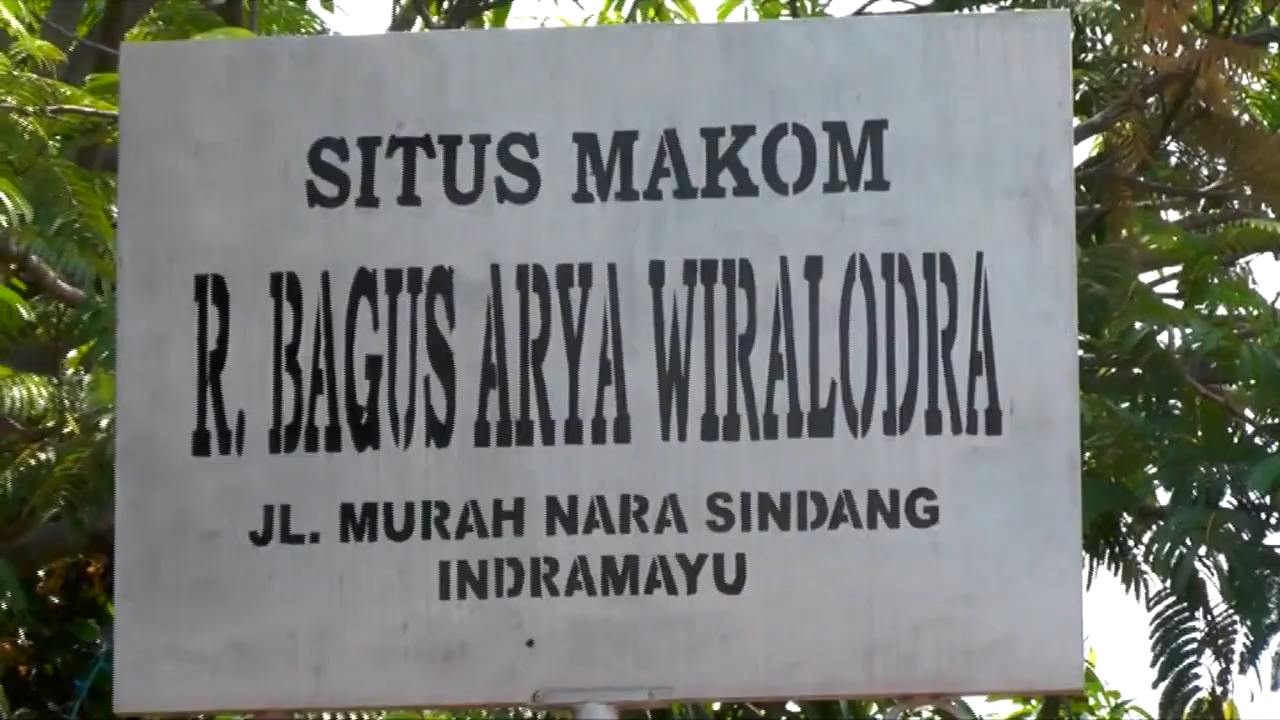 SITUS MAKOM
R. BAGUS ARYA WIRALODRA
JL. MURAH NARA SINDANG
INDRAMAYU